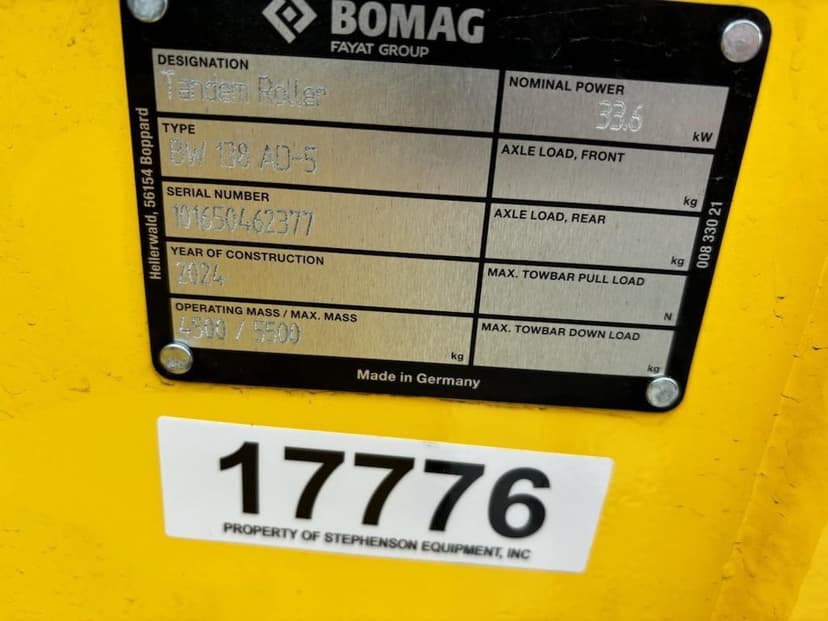 BOMAG
FAYAT GROUP
DESIGNATION
Tandem Roller
TYPE
BW 138 AD-5
SERIAL NUMBER
101650462377
YEAR OF CONSTRUCTION
2024
OPERATING MASS / MAX. MASS
4300 / 5500
kg
NOMINAL POWER
33.6
kW
AXLE LOAD, FRONT
kg
AXLE LOAD, REAR
kg
MAX. TOWBAR PULL LOAD
N
MAX. TOWBAR DOWN LOAD
kg
Hellerwald, 56154 Boppard
008 330 21
Made in Germany
17776
PROPERTY OF STEPHENSON EQUIPMENT, INC